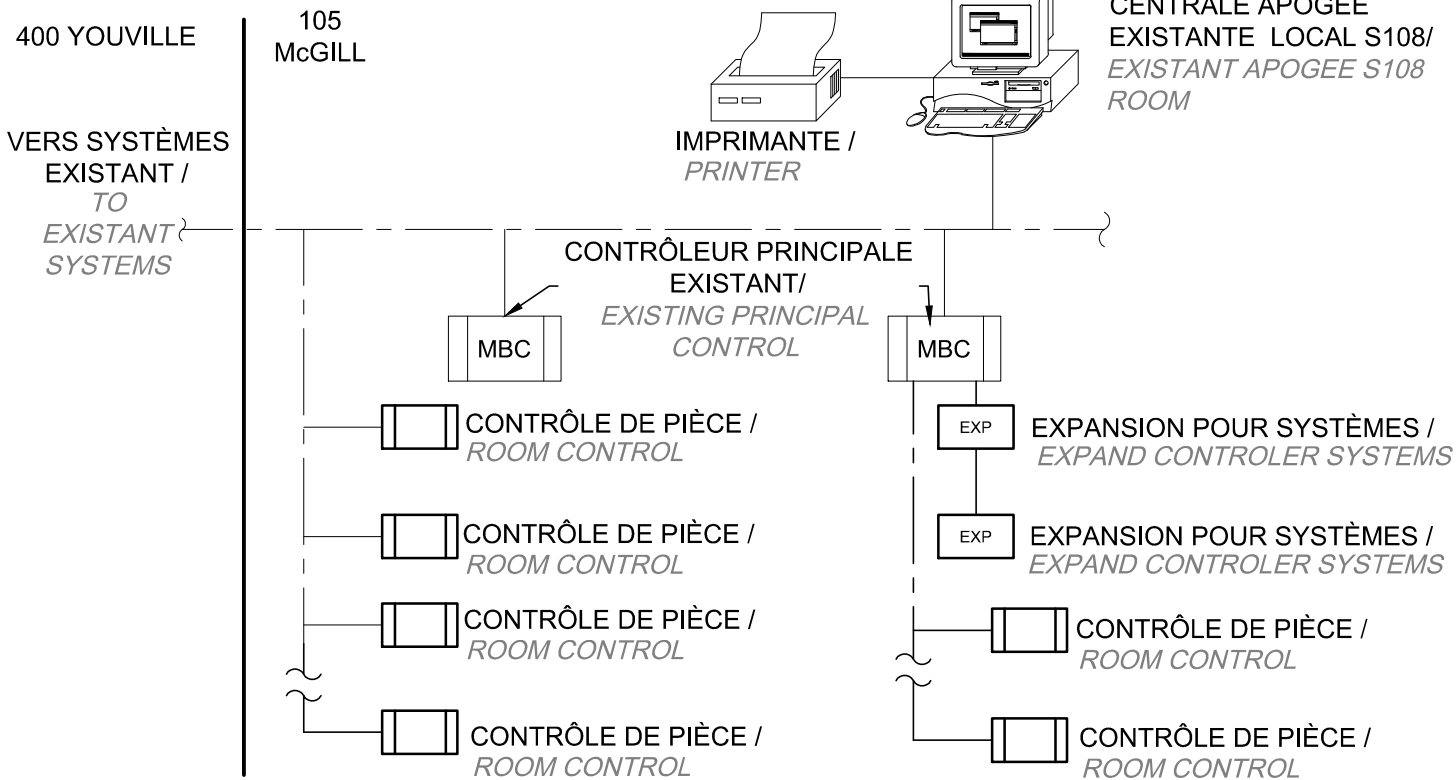 400 YOUVILLE
105
McGILL
CENTRALE APOGEE
EXISTANTE LOCAL S108/
EXISTANT APOGEE S108
ROOM
IMPRIMANTE /
PRINTER
VERS SYSTÈMES
EXISTANT /
TO
EXISTANT
SYSTEMS
CONTRÔLEUR PRINCIPALE
EXISTANT/
EXISTING PRINCIPAL
CONTROL
MBC
MBC
CONTRÔLE DE PIÈCE /
ROOM CONTROL
EXP
EXPANSION POUR SYSTÈMES /
EXPAND CONTROLER SYSTEMS
CONTRÔLE DE PIÈCE /
ROOM CONTROL
EXP
EXPANSION POUR SYSTÈMES /
EXPAND CONTROLER SYSTEMS
CONTRÔLE DE PIÈCE /
ROOM CONTROL
CONTRÔLE DE PIÈCE /
ROOM CONTROL
CONTRÔLE DE PIÈCE /
ROOM CONTROL
CONTRÔLE DE PIÈCE /
ROOM CONTROL